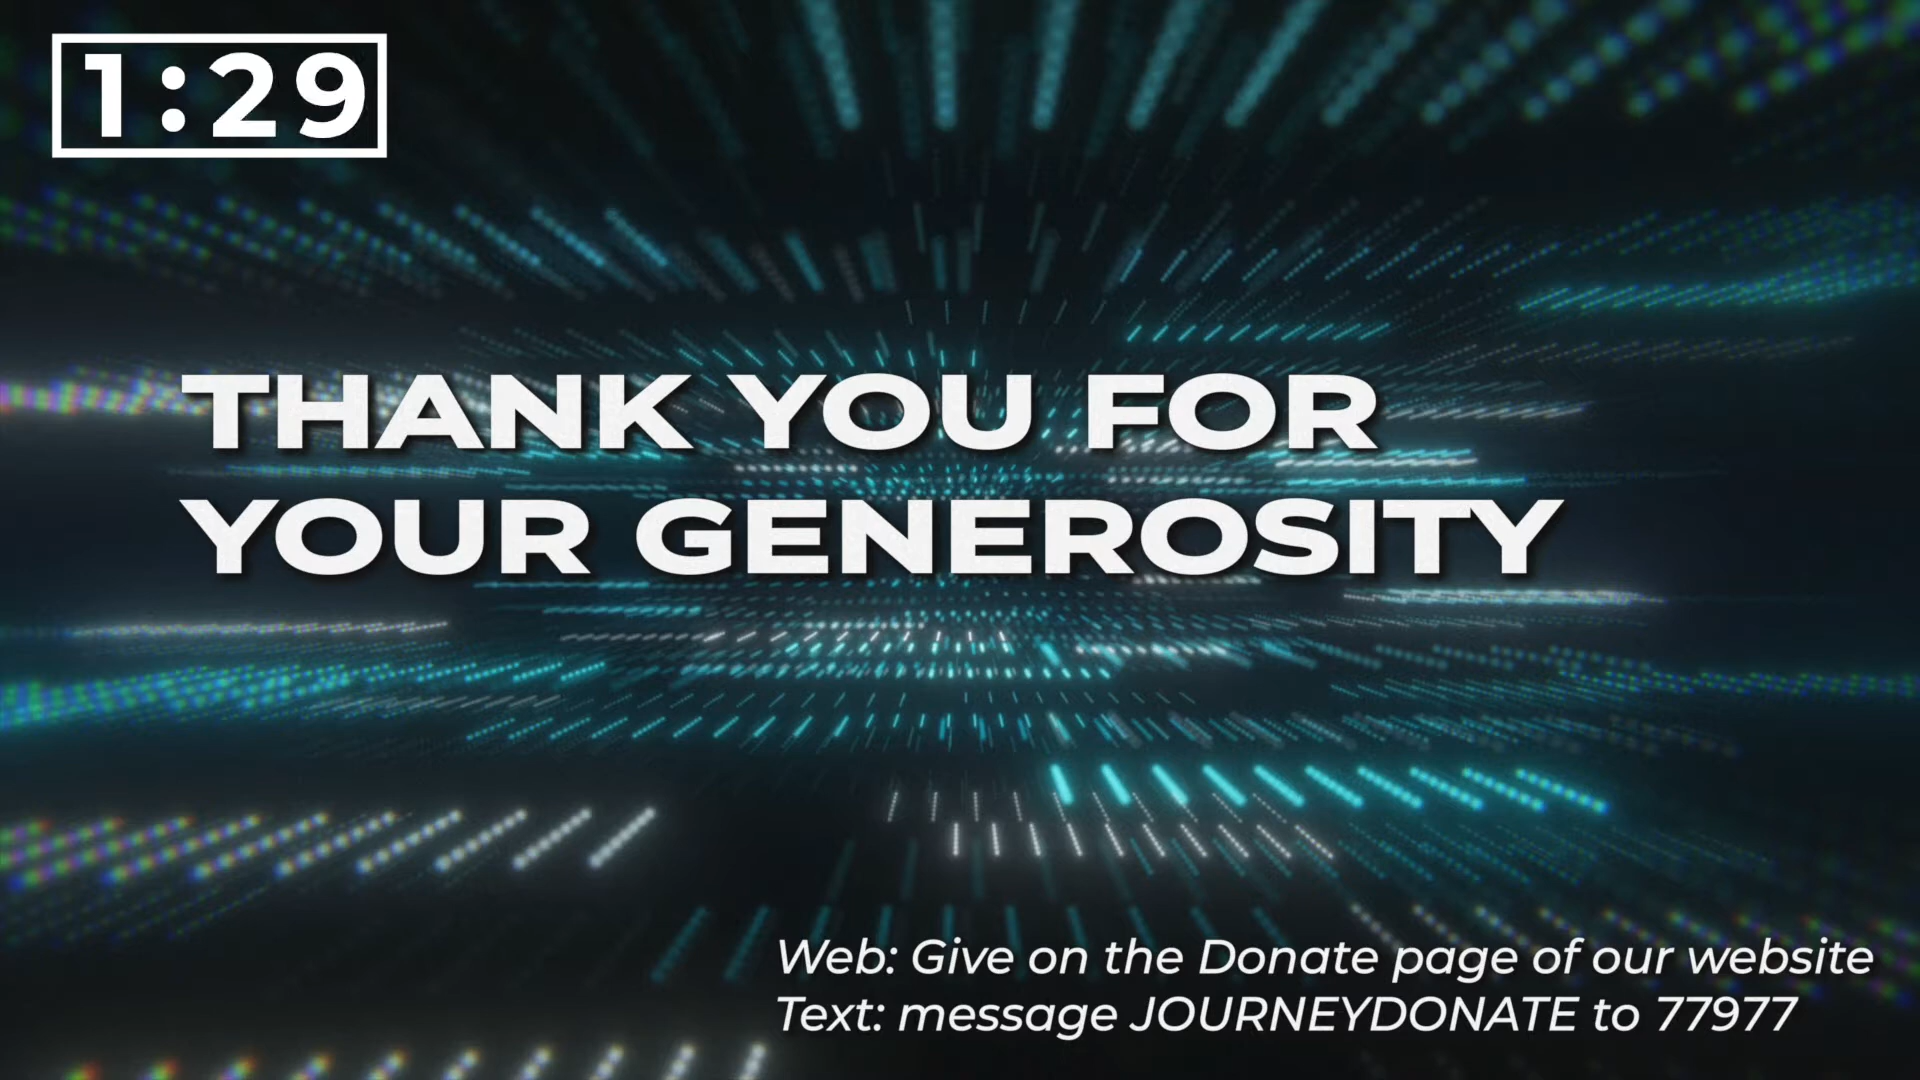 1:29
THANK YOU FOR
YOUR GENEROSITY
Web: Give on the Donate page of our website
Text: message JOURNEYDONATE to 77977